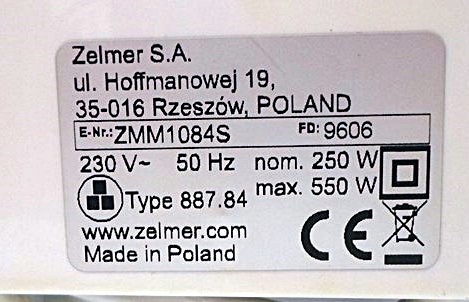 Zelmer S.A.
ul. Hoffmanowej 19,
35-016 Rzeszów, POLAND
E-Nr.:ZMM1084S FD: 9606
230 V~ 50 Hz nom. 250 W
max. 550 W
Type 887.84
www.zelmer.com
Made in Poland
CE